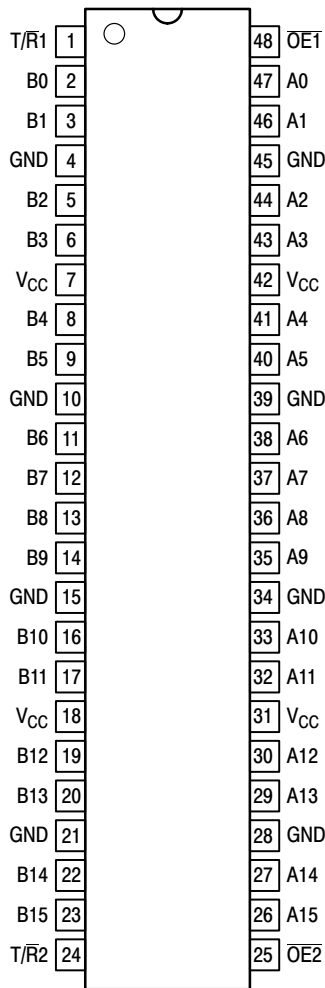 T/R̅1 1 48 O̅E̅1̅
B0 2 47 A0
B1 3 46 A1
GND 4 45 GND
B2 5 44 A2
B3 6 43 A3
VCC 7 42 VCC
B4 8 41 A4
B5 9 40 A5
GND 10 39 GND
B6 11 38 A6
B7 12 37 A7
B8 13 36 A8
B9 14 35 A9
GND 15 34 GND
B10 16 33 A10
B11 17 32 A11
VCC 18 31 VCC
B12 19 30 A12
B13 20 29 A13
GND 21 28 GND
B14 22 27 A14
B15 23 26 A15
T/R̅2 24 25 O̅E̅2̅